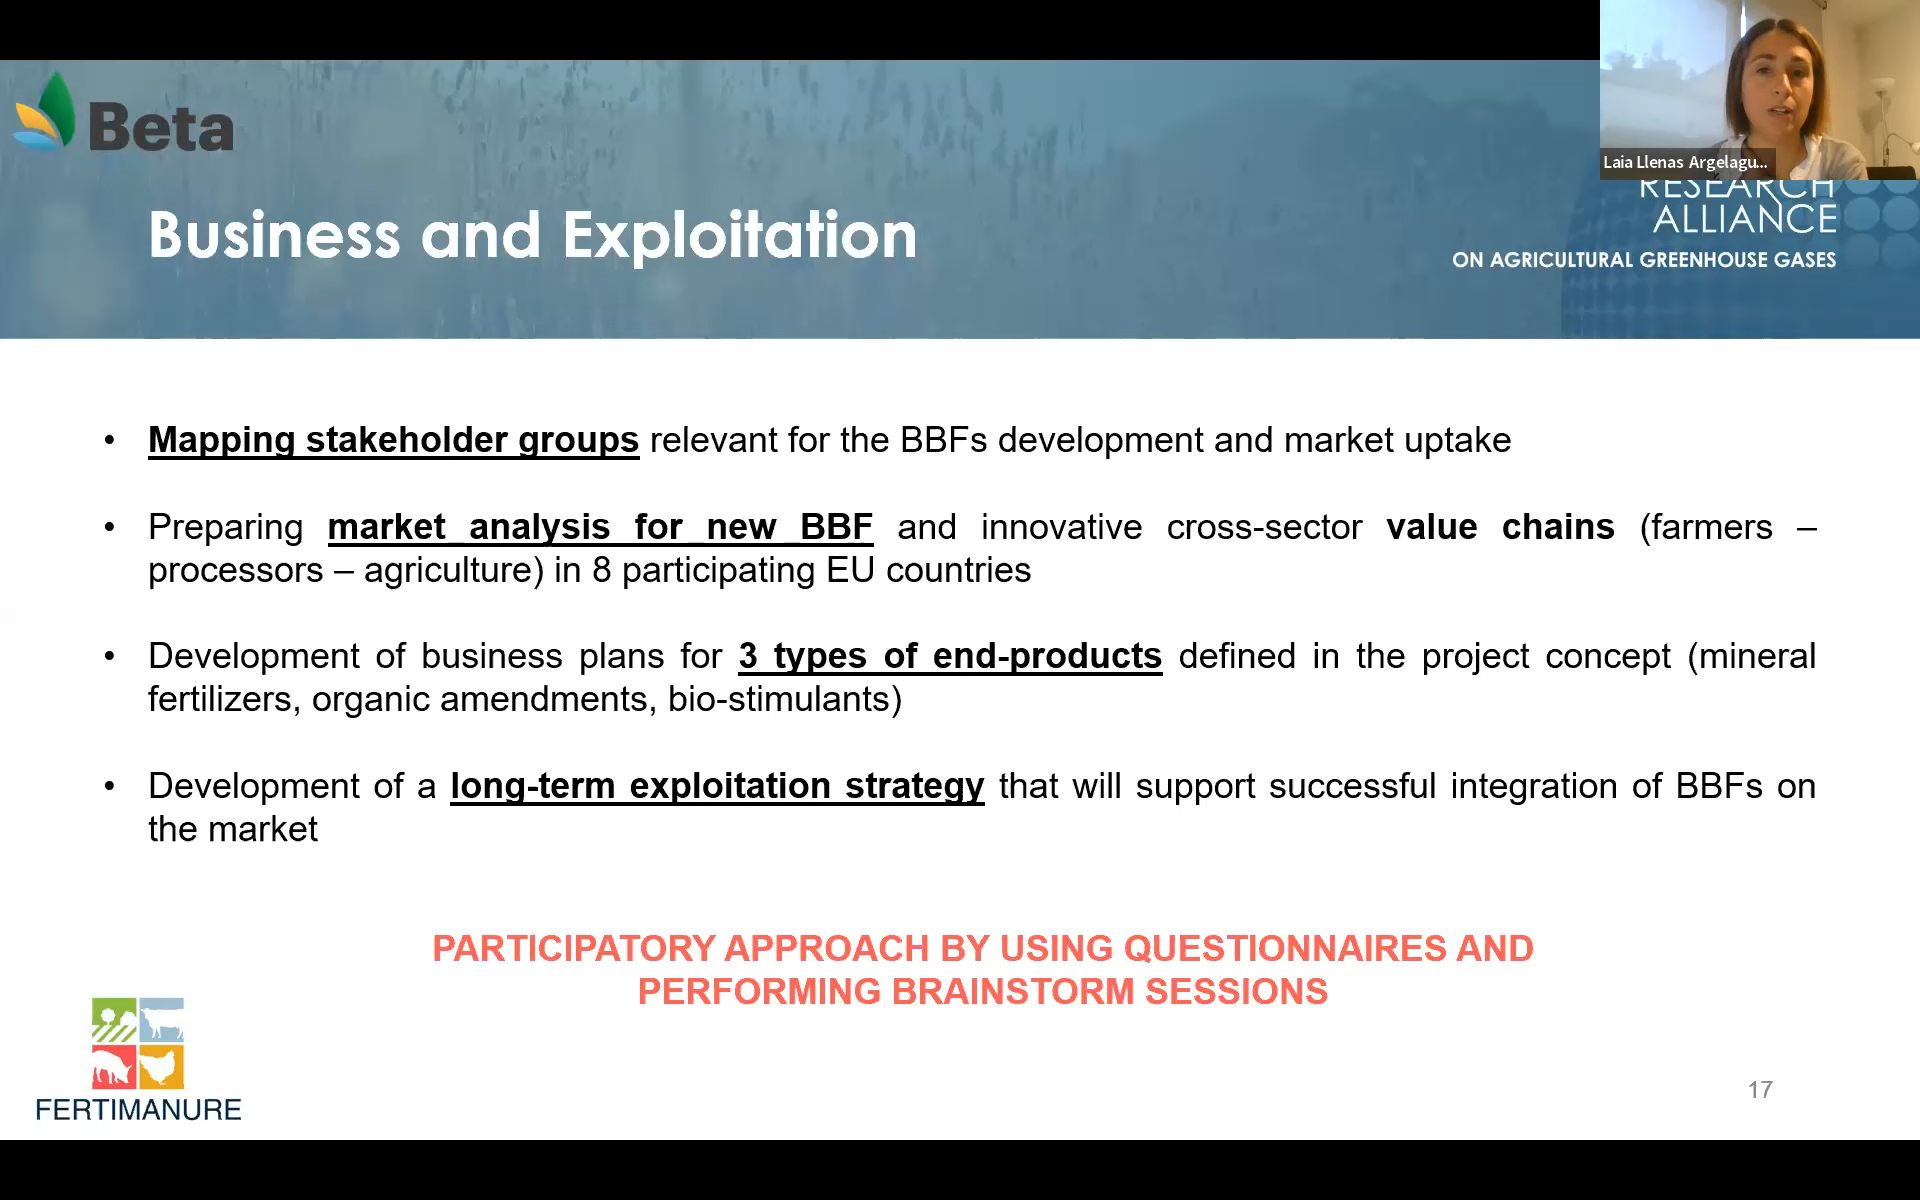 Beta
Laia Llenas Argelagu...
RESEARCH
ALLIANCE
ON AGRICULTURAL GREENHOUSE GASES
Business and Exploitation
• Mapping stakeholder groups relevant for the BBFs development and market uptake
• Preparing market analysis for new BBF and innovative cross-sector value chains (farmers –
processors – agriculture) in 8 participating EU countries
• Development of business plans for 3 types of end-products defined in the project concept (mineral
fertilizers, organic amendments, bio-stimulants)
• Development of a long-term exploitation strategy that will support successful integration of BBFs on
the market
PARTICIPATORY APPROACH BY USING QUESTIONNAIRES AND
PERFORMING BRAINSTORM SESSIONS
FERTIMANURE
17